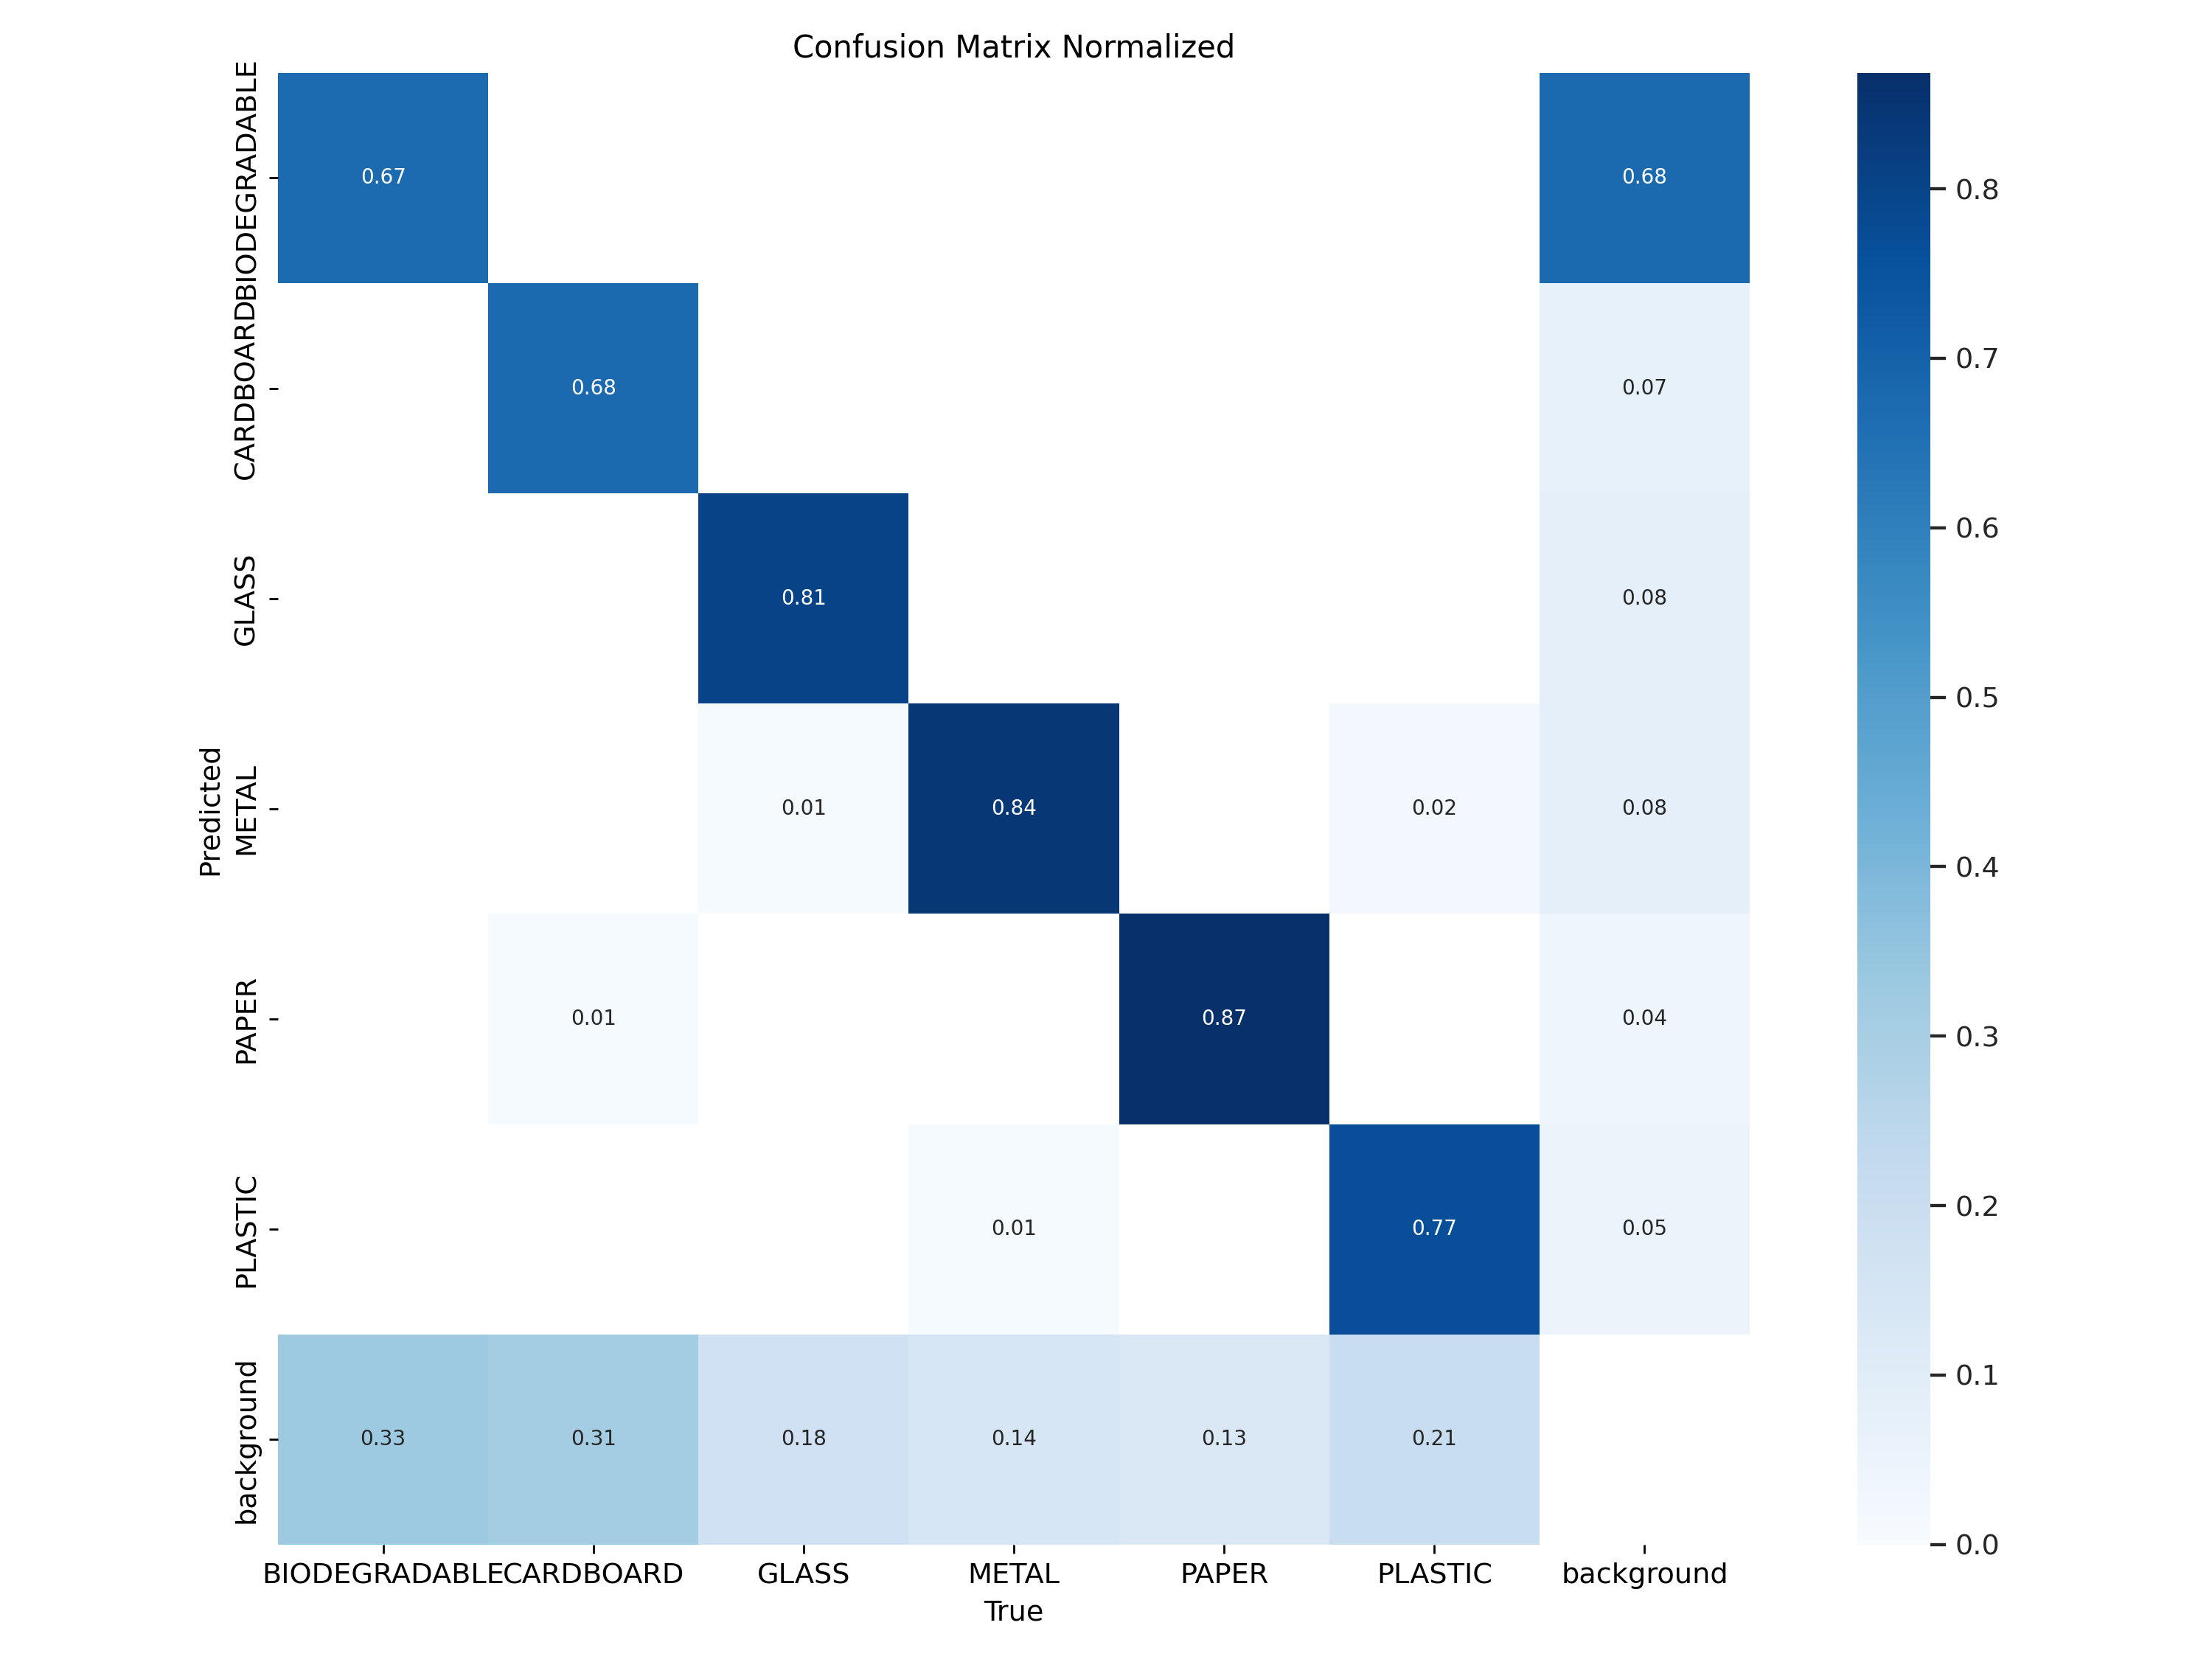 Confusion Matrix Normalized
BIODEGRADABLE
0.67
0.68
CARDBOARD
0.68
0.07
GLASS
0.81
0.08
Predicted
METAL
0.01
0.84
0.02
0.08
PAPER
0.01
0.87
0.04
PLASTIC
0.01
0.77
0.05
background
0.33
0.31
0.18
0.14
0.13
0.21
BIODEGRADABLE
CARDBOARD
GLASS
METAL
PAPER
PLASTIC
background
True
0.8
0.7
0.6
0.5
0.4
0.3
0.2
0.1
0.0